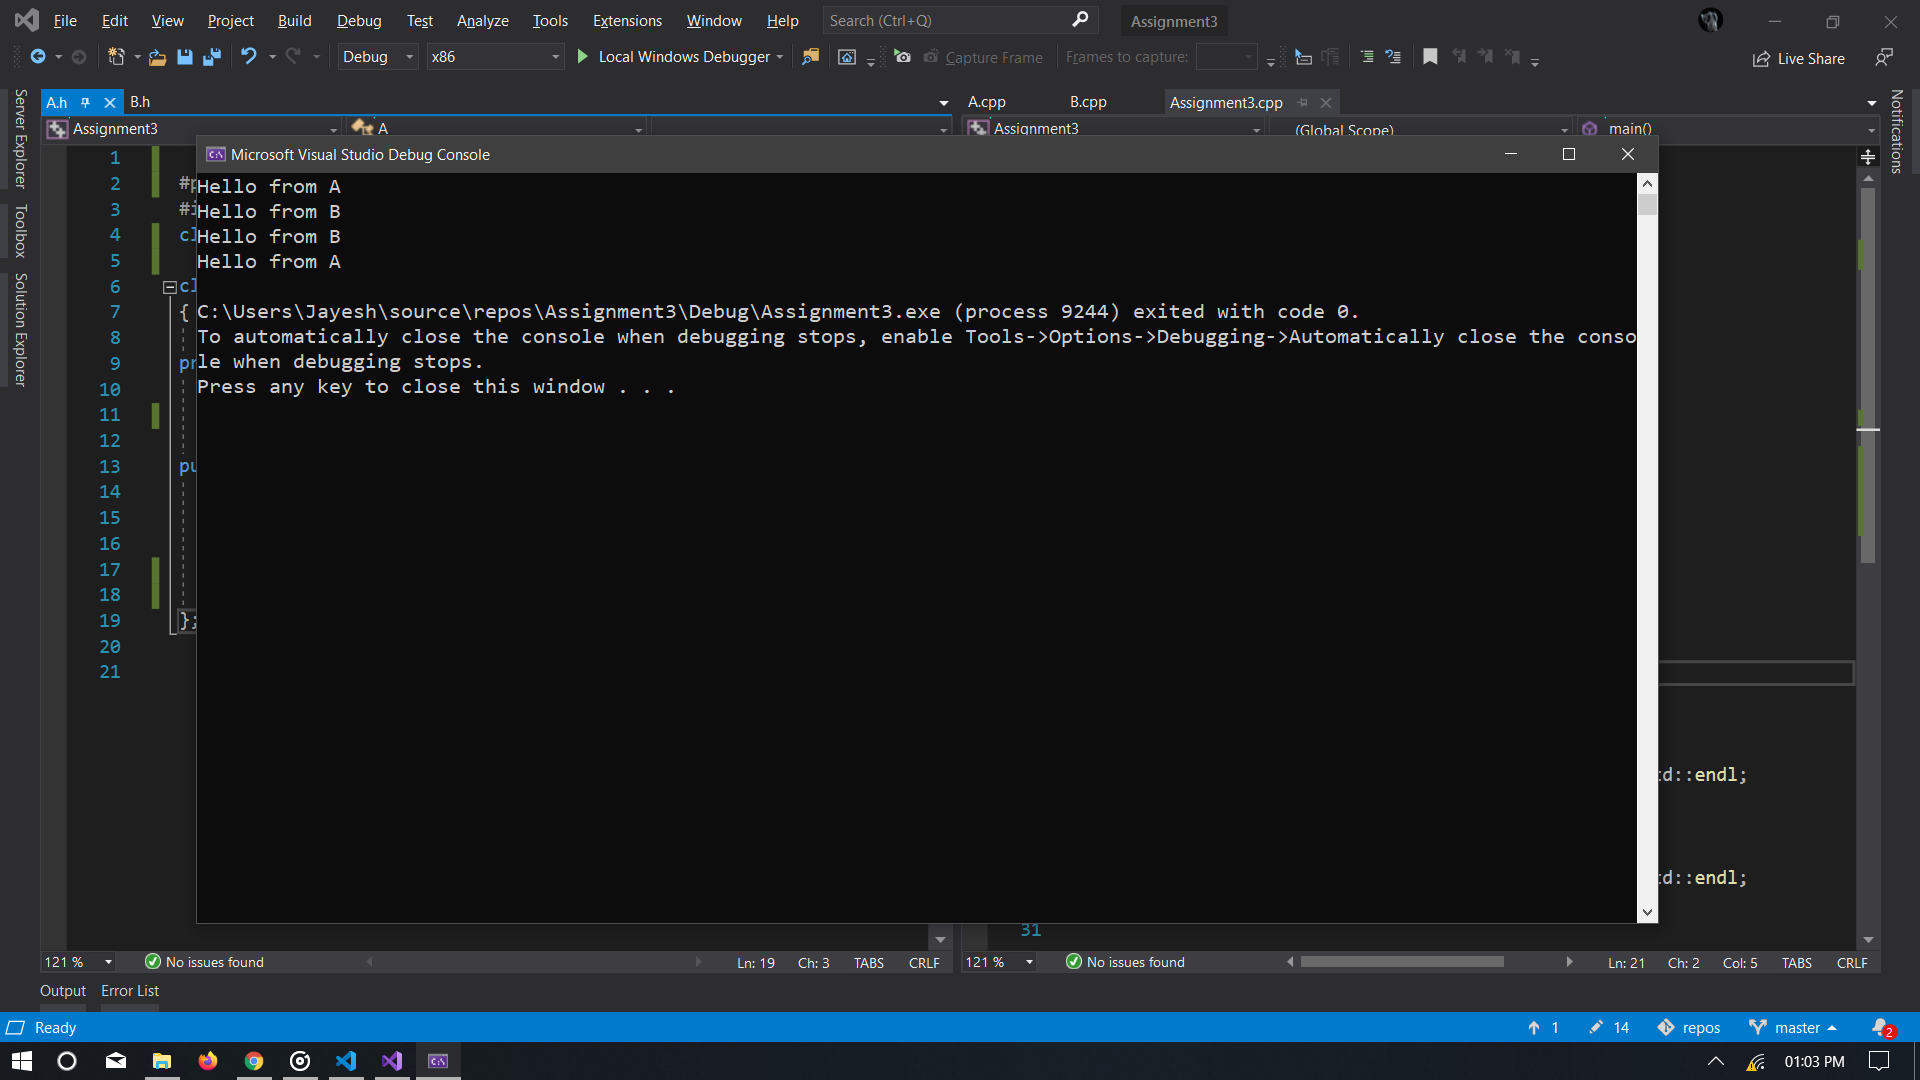 File Edit View Project Build Debug Test Analyze Tools Extensions Window Help Search (Ctrl+Q) Assignment3
Debug x86 Local Windows Debugger Capture Frame Frames to capture: Live Share
Server Explorer
Toolbox
Solution Explorer
Notifications
A.h B.h A.cpp B.cpp Assignment3.cpp
Assignment3 A Assignment3 (Global Scope) main()
Microsoft Visual Studio Debug Console
Hello from A
Hello from B
Hello from B
Hello from A
C:\Users\Jayesh\source\repos\Assignment3\Debug\Assignment3.exe (process 9244) exited with code 0.
To automatically close the console when debugging stops, enable Tools->Options->Debugging->Automatically close the conso
le when debugging stops.
Press any key to close this window . . .
1
2 #p
3 #i
4 cl
5
6 cl
7 {
8
9 pr
10
11
12
13 pu
14
15
16
17
18
19 };
20
21
d::endl;
d::endl;
31
121 % No issues found Ln: 19 Ch: 3 TABS CRLF
121 % No issues found Ln: 21 Ch: 2 Col: 5 TABS CRLF
Output Error List
Ready 1 14 repos master 2
C:\ 01:03 PM